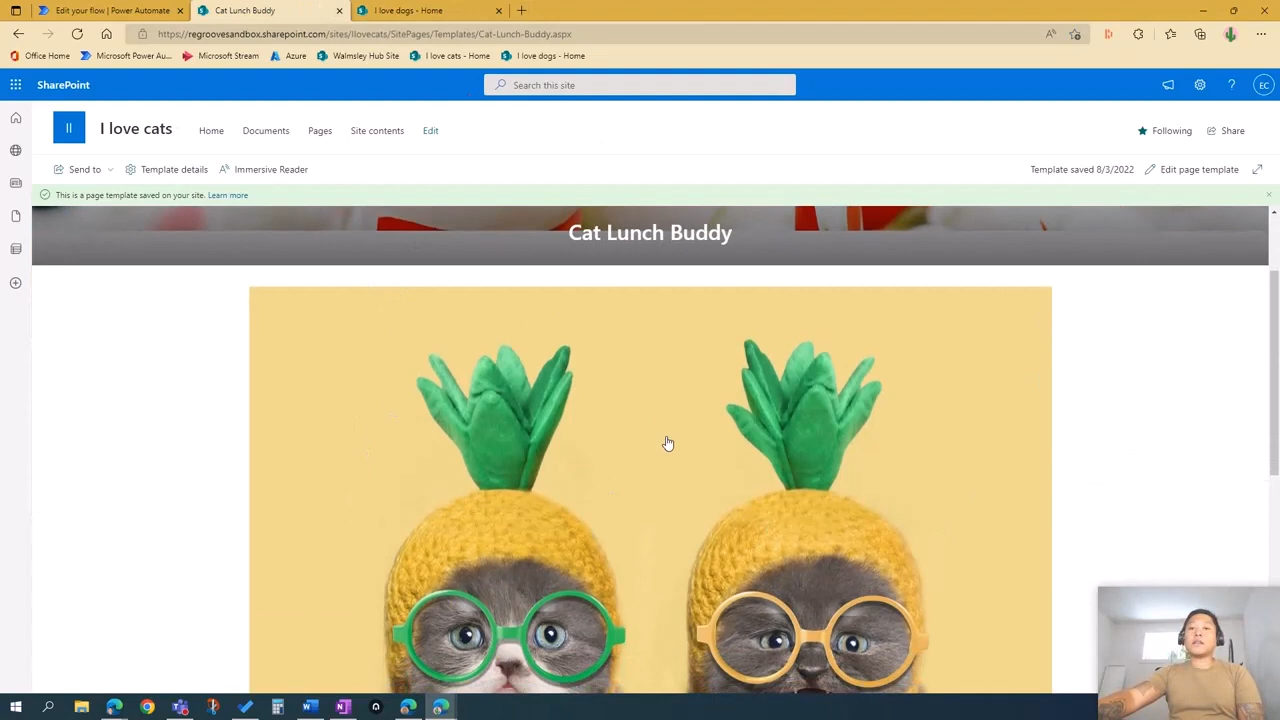 Edit your flow | Power Automate
Cat Lunch Buddy
I love dogs - Home
https://regroovesandbox.sharepoint.com/sites/Ilovecats/SitePages/Templates/Cat-Lunch-Buddy.aspx
Office Home
Microsoft Power Au...
Microsoft Stream
Azure
Walmsley Hub Site
I love cats - Home
I love dogs - Home
SharePoint
Search this site
EC
II
I love cats
Home
Documents
Pages
Site contents
Edit
Following
Share
Send to
Template details
Immersive Reader
Template saved 8/3/2022
Edit page template
This is a page template saved on your site. Learn more
Cat Lunch Buddy